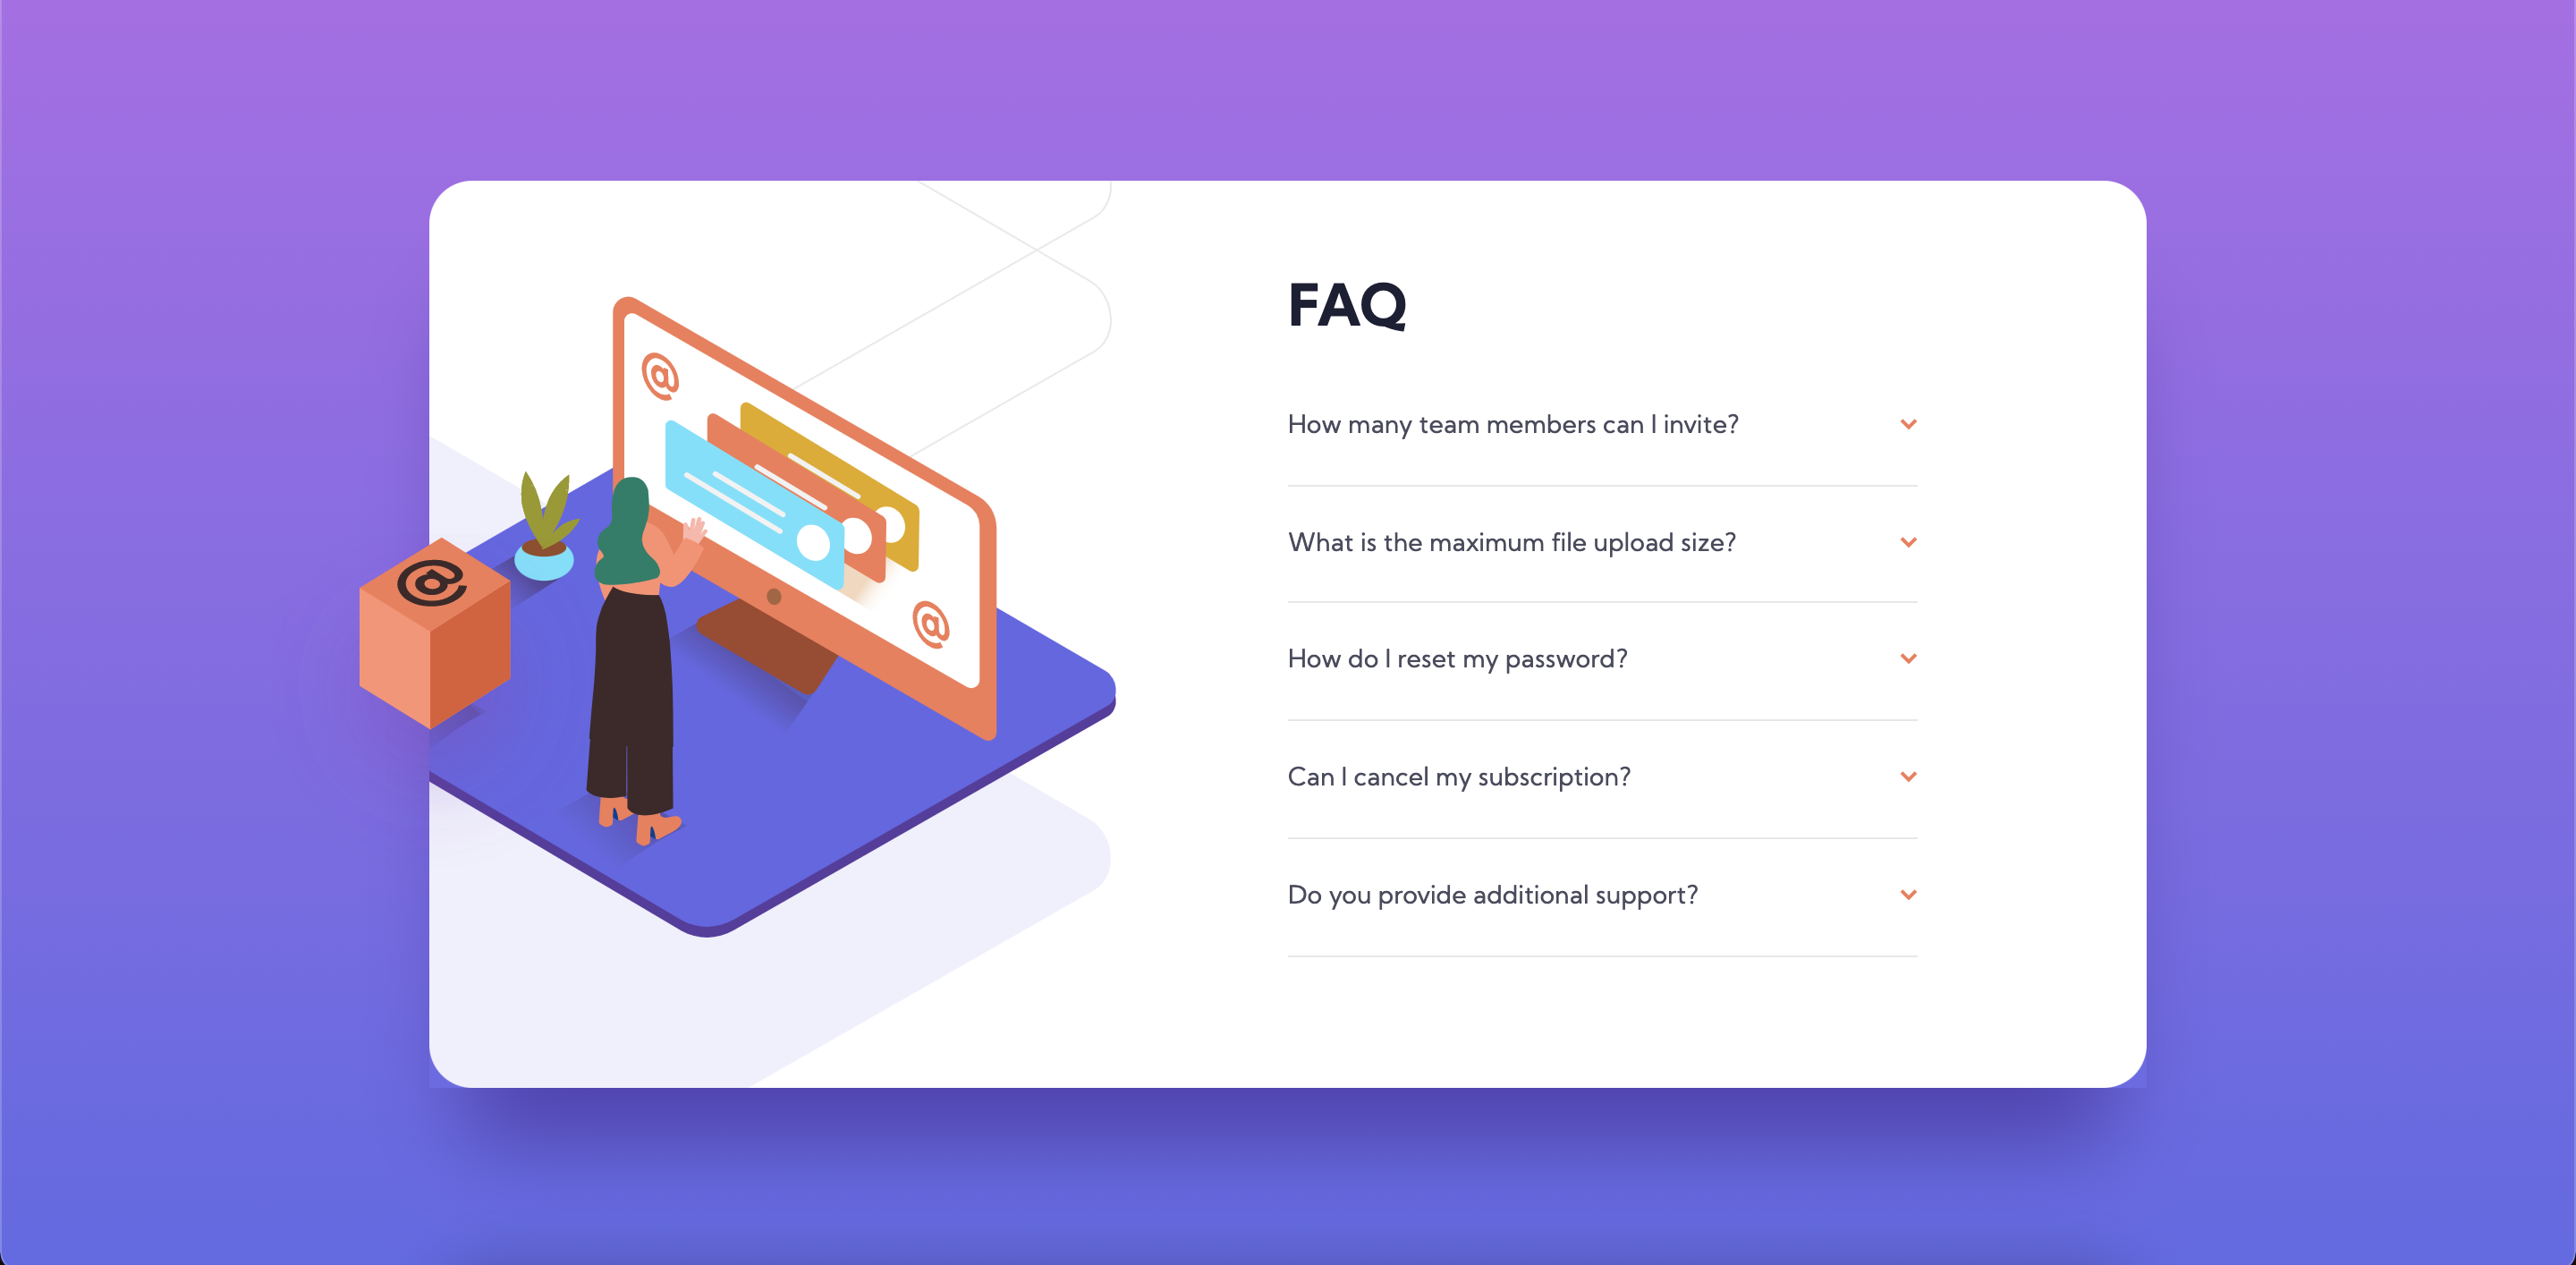 FAQ
How many team members can I invite?
What is the maximum file upload size?
How do I reset my password?
Can I cancel my subscription?
Do you provide additional support?
@
@
@